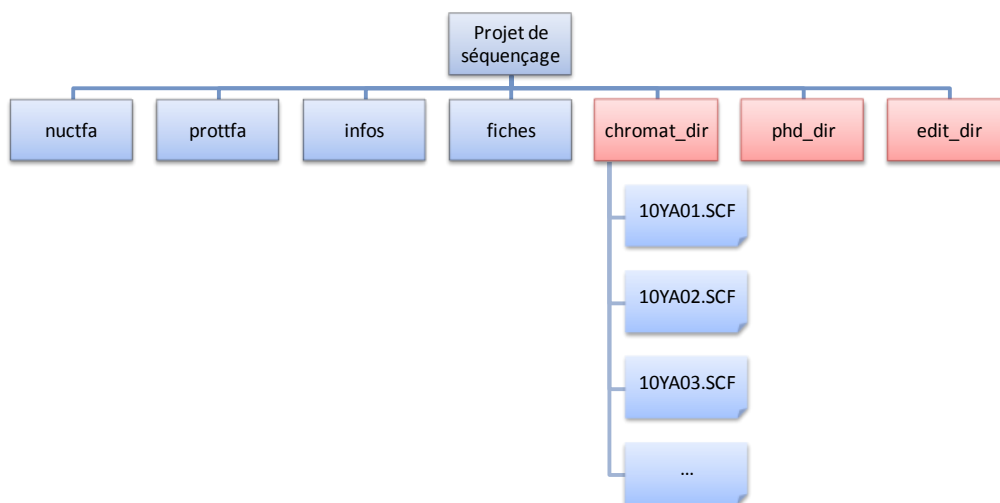 Projet de
séquençage
nuctfa
prottfa
infos
fiches
chromat_dir
phd_dir
edit_dir
10YA01.SCF
10YA02.SCF
10YA03.SCF
...